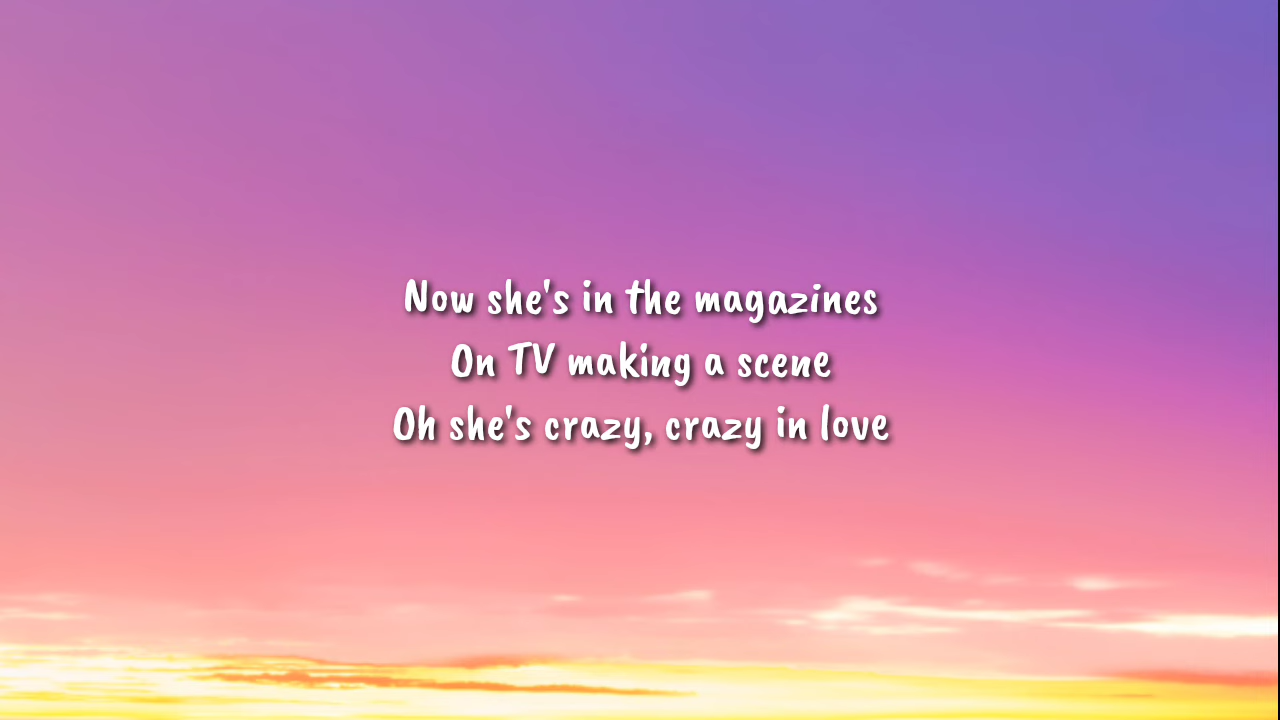 Now she's in the magazines
On TV making a scene
Oh she's crazy, crazy in love